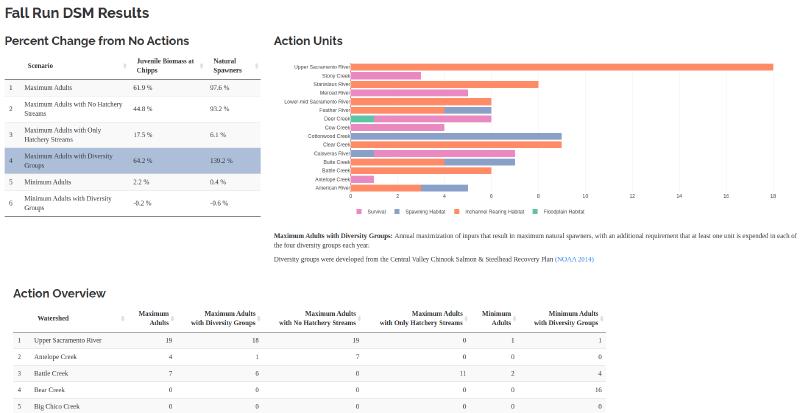 Fall Run DSM Results
Percent Change from No Actions
Scenario Juvenile Biomass at Chipps Natural Spawners
1 Maximum Adults 61.9 % 97.6 %
2 Maximum Adults with No Hatchery Streams 44.8 % 93.2 %
3 Maximum Adults with Only Hatchery Streams 17.5 % 6.1 %
4 Maximum Adults with Diversity Groups 64.2 % 139.2 %
5 Minimum Adults 2.2 % 0.4 %
6 Minimum Adults with Diversity Groups -0.2 % -0.6 %
Action Units
Upper Sacramento River
Stony Creek
Stanislaus River
Merced River
Lower-mid Sacramento River
Feather River
Deer Creek
Cow Creek
Cottonwood Creek
Clear Creek
Calaveras River
Butte Creek
Battle Creek
Antelope Creek
American River
0 2 4 6 8 10 12 14 16 18
Survival Spawning Habitat Inchannel Rearing Habitat Floodplain Habitat
Maximum Adults with Diversity Groups: Annual maximization of inputs that result in maximum natural spawners, with an additional requirement that at least one unit is expended in each of
the four diversity groups each year.
Diversity groups were developed from the Central Valley Chinook Salmon & Steelhead Recovery Plan (NOAA 2014)
Action Overview
Watershed Maximum Adults Maximum Adults with Diversity Groups Maximum Adults with No Hatchery Streams Maximum Adults with Only Hatchery Streams Minimum Adults Minimum Adults with Diversity Groups
1 Upper Sacramento River 19 18 19 0 1 1
2 Antelope Creek 4 1 7 0 0 0
3 Battle Creek 7 6 0 11 2 4
4 Bear Creek 0 0 0 0 0 16
5 Big Chico Creek 0 0 0 0 0 0